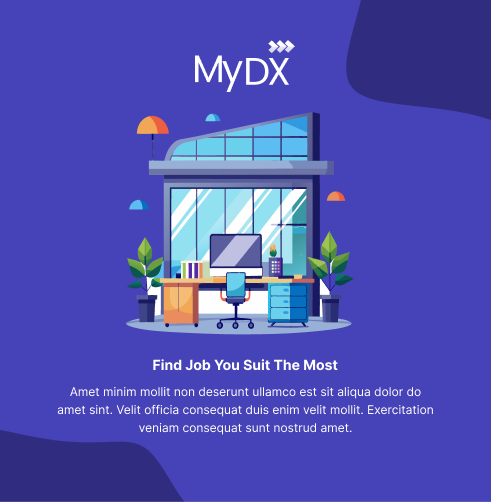 MyDX
Find Job You Suit The Most
Amet minim mollit non deserunt ullamco est sit aliqua dolor do
amet sint. Velit officia consequat duis enim velit mollit. Exercitation
veniam consequat sunt nostrud amet.